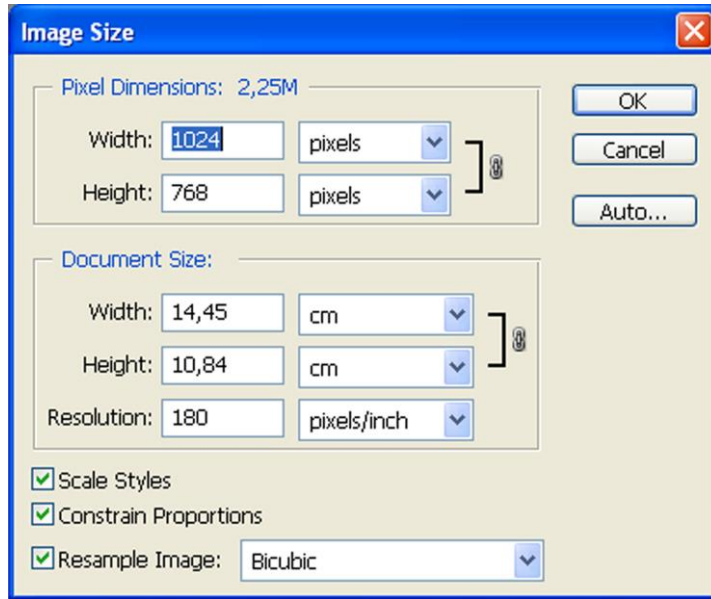 Image Size
Pixel Dimensions: 2,25M
OK
Width: 1024 pixels
Cancel
Height: 768 pixels
Auto...
Document Size:
Width: 14,45 cm
Height: 10,84 cm
Resolution: 180 pixels/inch
Scale Styles
Constrain Proportions
Resample Image: Bicubic